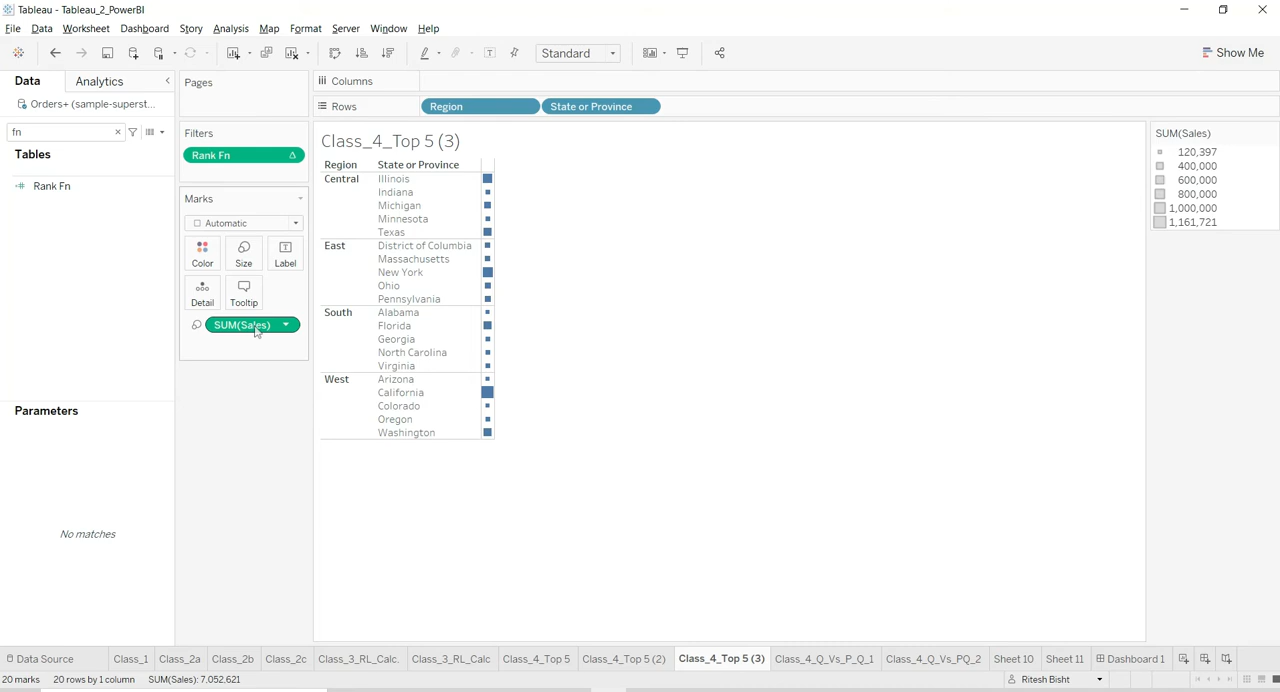 Tableau - Tableau_2_PowerBI
File Data Worksheet Dashboard Story Analysis Map Format Server Window Help
Standard
Show Me
Data Analytics
Pages
Columns
Orders+ (sample-superst...
Rows Region State or Province
fn
Filters
Rank Fn
Tables
Rank Fn
Marks
Automatic
Color Size Label
Detail Tooltip
SUM(Sales)
Parameters
No matches
Class_4_Top 5 (3)
Region State or Province
Central Illinois
Indiana
Michigan
Minnesota
Texas
East District of Columbia
Massachusetts
New York
Ohio
Pennsylvania
South Alabama
Florida
Georgia
North Carolina
Virginia
West Arizona
California
Colorado
Oregon
Washington
SUM(Sales)
120,397
400,000
600,000
800,000
1,000,000
1,161,721
Data Source Class_1 Class_2a Class_2b Class_2c Class_3_RL_Calc. Class_3_RL_Calc Class_4_Top 5 Class_4_Top 5 (2) Class_4_Top 5 (3) Class_4_Q_Vs_P_Q_1 Class_4_Q_Vs_PQ_2 Sheet 10 Sheet 11 Dashboard 1
20 marks 20 rows by 1 column SUM(Sales): 7,052,621 Ritesh Bisht